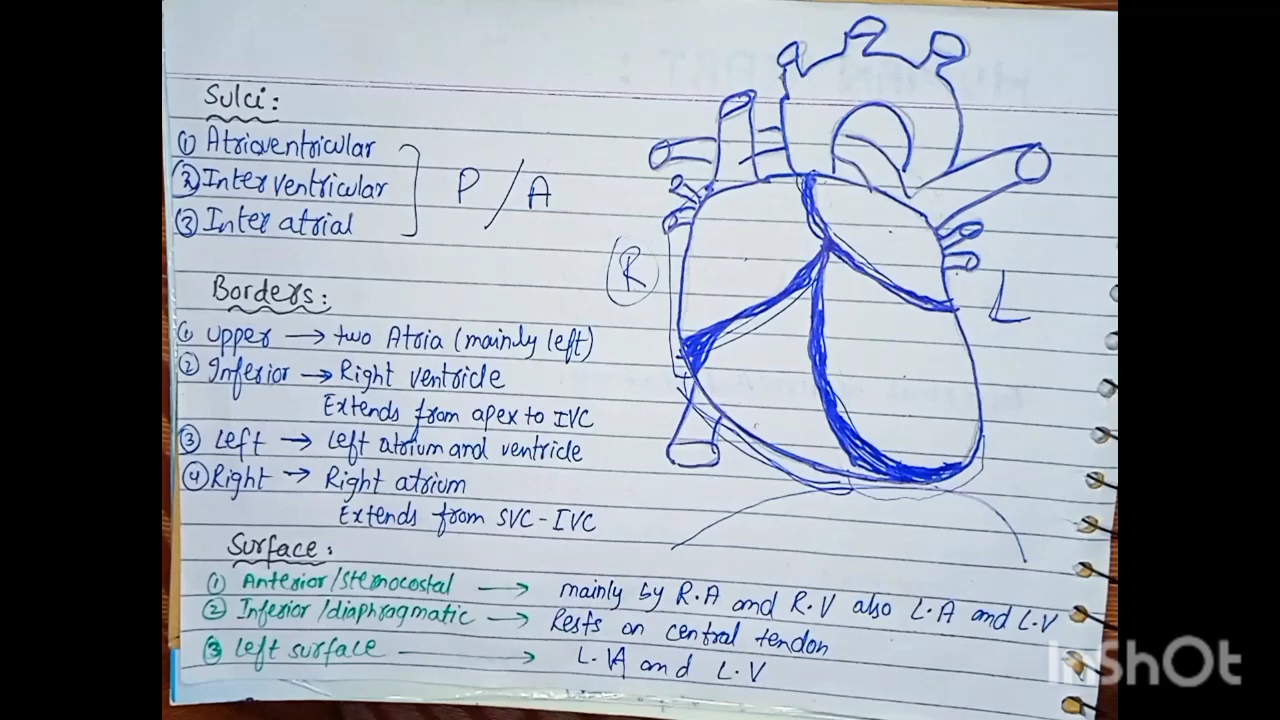 Sulci:
① Atrioventricular
② Interventricular
③ Inter atrial
P / A
Borders:
① Upper → two Atria (mainly left)
② Inferior → Right ventricle
Extends from apex to IVC
③ Left → Left atrium and ventricle
④ Right → Right atrium
Extends from SVC - IVC
Surface:
① Anterior/sternocostal → mainly by R.A and R.V also L.A and L.V
② Inferior/diaphragmatic → Rests on central tendon
③ Left surface → L.A and L.V
R
L
InShOt